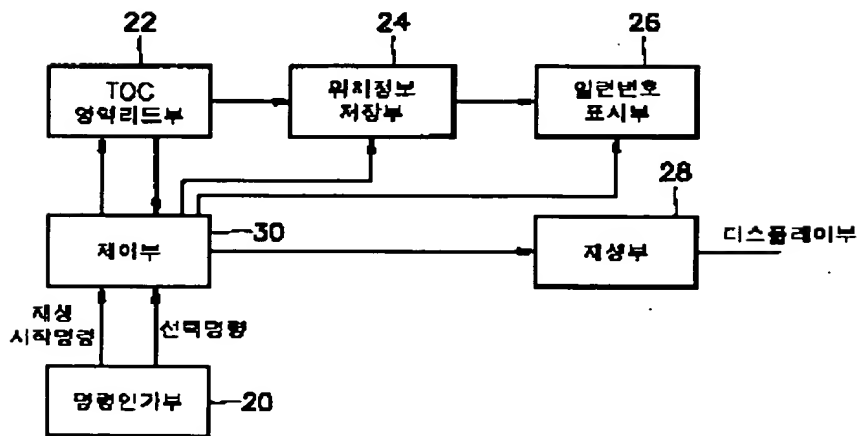 22
24
26
TOC
영역리드부
위치정보
저장부
일련번호
표시부
28
제어부
30
재생부
디스플레이부
재생
시작명령
선택명령
명령인가부
20